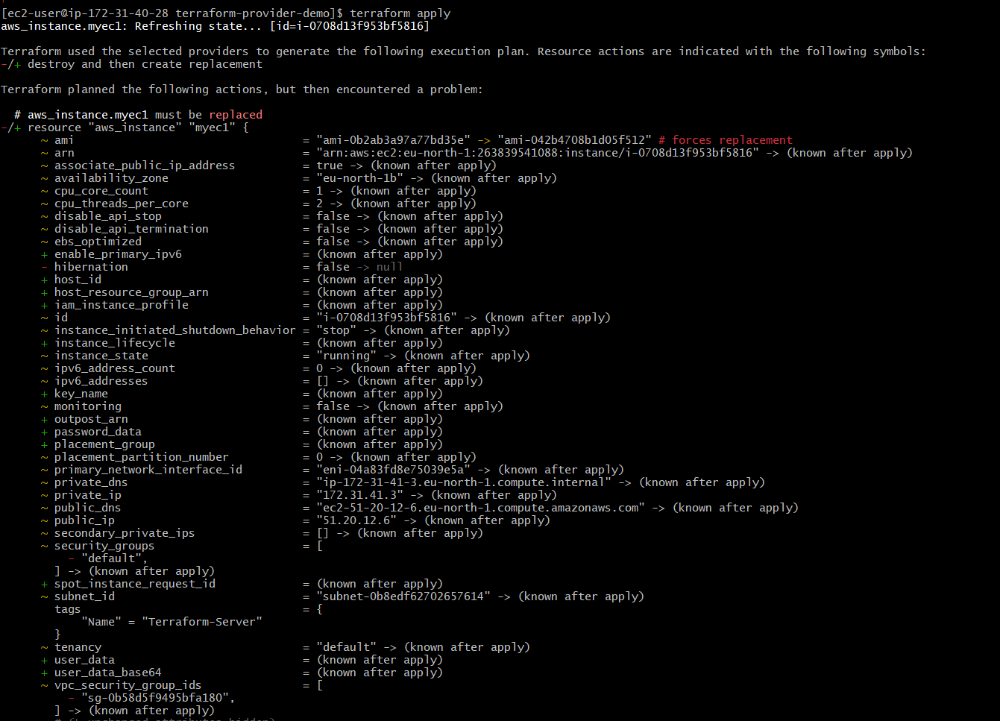 [ec2-user@ip-172-31-40-28 terraform-provider-demo]$ terraform apply
aws_instance.myec1: Refreshing state... [id=i-0708d13f953bf5816]
Terraform used the selected providers to generate the following execution plan. Resource actions are indicated with the following symbols:
-/+ destroy and then create replacement
Terraform planned the following actions, but then encountered a problem:
  # aws_instance.myec1 must be replaced
-/+ resource "aws_instance" "myec1" {
      ~ ami                                  = "ami-0b2ab3a97a77bd35e" -> "ami-042b4708b1d05f512" # forces replacement
      ~ arn                                  = "arn:aws:ec2:eu-north-1:263839541088:instance/i-0708d13f953bf5816" -> (known after apply)
      ~ associate_public_ip_address          = true -> (known after apply)
      ~ availability_zone                    = "eu-north-1b" -> (known after apply)
      ~ cpu_core_count                       = 1 -> (known after apply)
      ~ cpu_threads_per_core                 = 2 -> (known after apply)
      ~ disable_api_stop                     = false -> (known after apply)
      ~ disable_api_termination              = false -> (known after apply)
      ~ ebs_optimized                        = false -> (known after apply)
      + enable_primary_ipv6                  = (known after apply)
      - hibernation                          = false -> null
      + host_id                              = (known after apply)
      + host_resource_group_arn              = (known after apply)
      + iam_instance_profile                 = (known after apply)
      ~ id                                   = "i-0708d13f953bf5816" -> (known after apply)
      ~ instance_initiated_shutdown_behavior = "stop" -> (known after apply)
      + instance_lifecycle                   = (known after apply)
      ~ instance_state                       = "running" -> (known after apply)
      ~ ipv6_address_count                   = 0 -> (known after apply)
      ~ ipv6_addresses                       = [] -> (known after apply)
      + key_name                             = (known after apply)
      ~ monitoring                           = false -> (known after apply)
      + outpost_arn                          = (known after apply)
      + password_data                        = (known after apply)
      + placement_group                      = (known after apply)
      ~ placement_partition_number           = 0 -> (known after apply)
      ~ primary_network_interface_id         = "eni-04a83fd8e75039e5a" -> (known after apply)
      ~ private_dns                          = "ip-172-31-41-3.eu-north-1.compute.internal" -> (known after apply)
      ~ private_ip                           = "172.31.41.3" -> (known after apply)
      ~ public_dns                           = "ec2-51-20-12-6.eu-north-1.compute.amazonaws.com" -> (known after apply)
      ~ public_ip                            = "51.20.12.6" -> (known after apply)
      ~ secondary_private_ips                = [] -> (known after apply)
      ~ security_groups                      = [
          - "default",
        ] -> (known after apply)
      + spot_instance_request_id             = (known after apply)
      ~ subnet_id                            = "subnet-0b8edf62702657614" -> (known after apply)
        tags                                 = {
            "Name" = "Terraform-Server"
        }
      ~ tenancy                              = "default" -> (known after apply)
      + user_data                            = (known after apply)
      + user_data_base64                     = (known after apply)
      ~ vpc_security_group_ids               = [
          - "sg-0b58d5f9495bfa180",
        ] -> (known after apply)